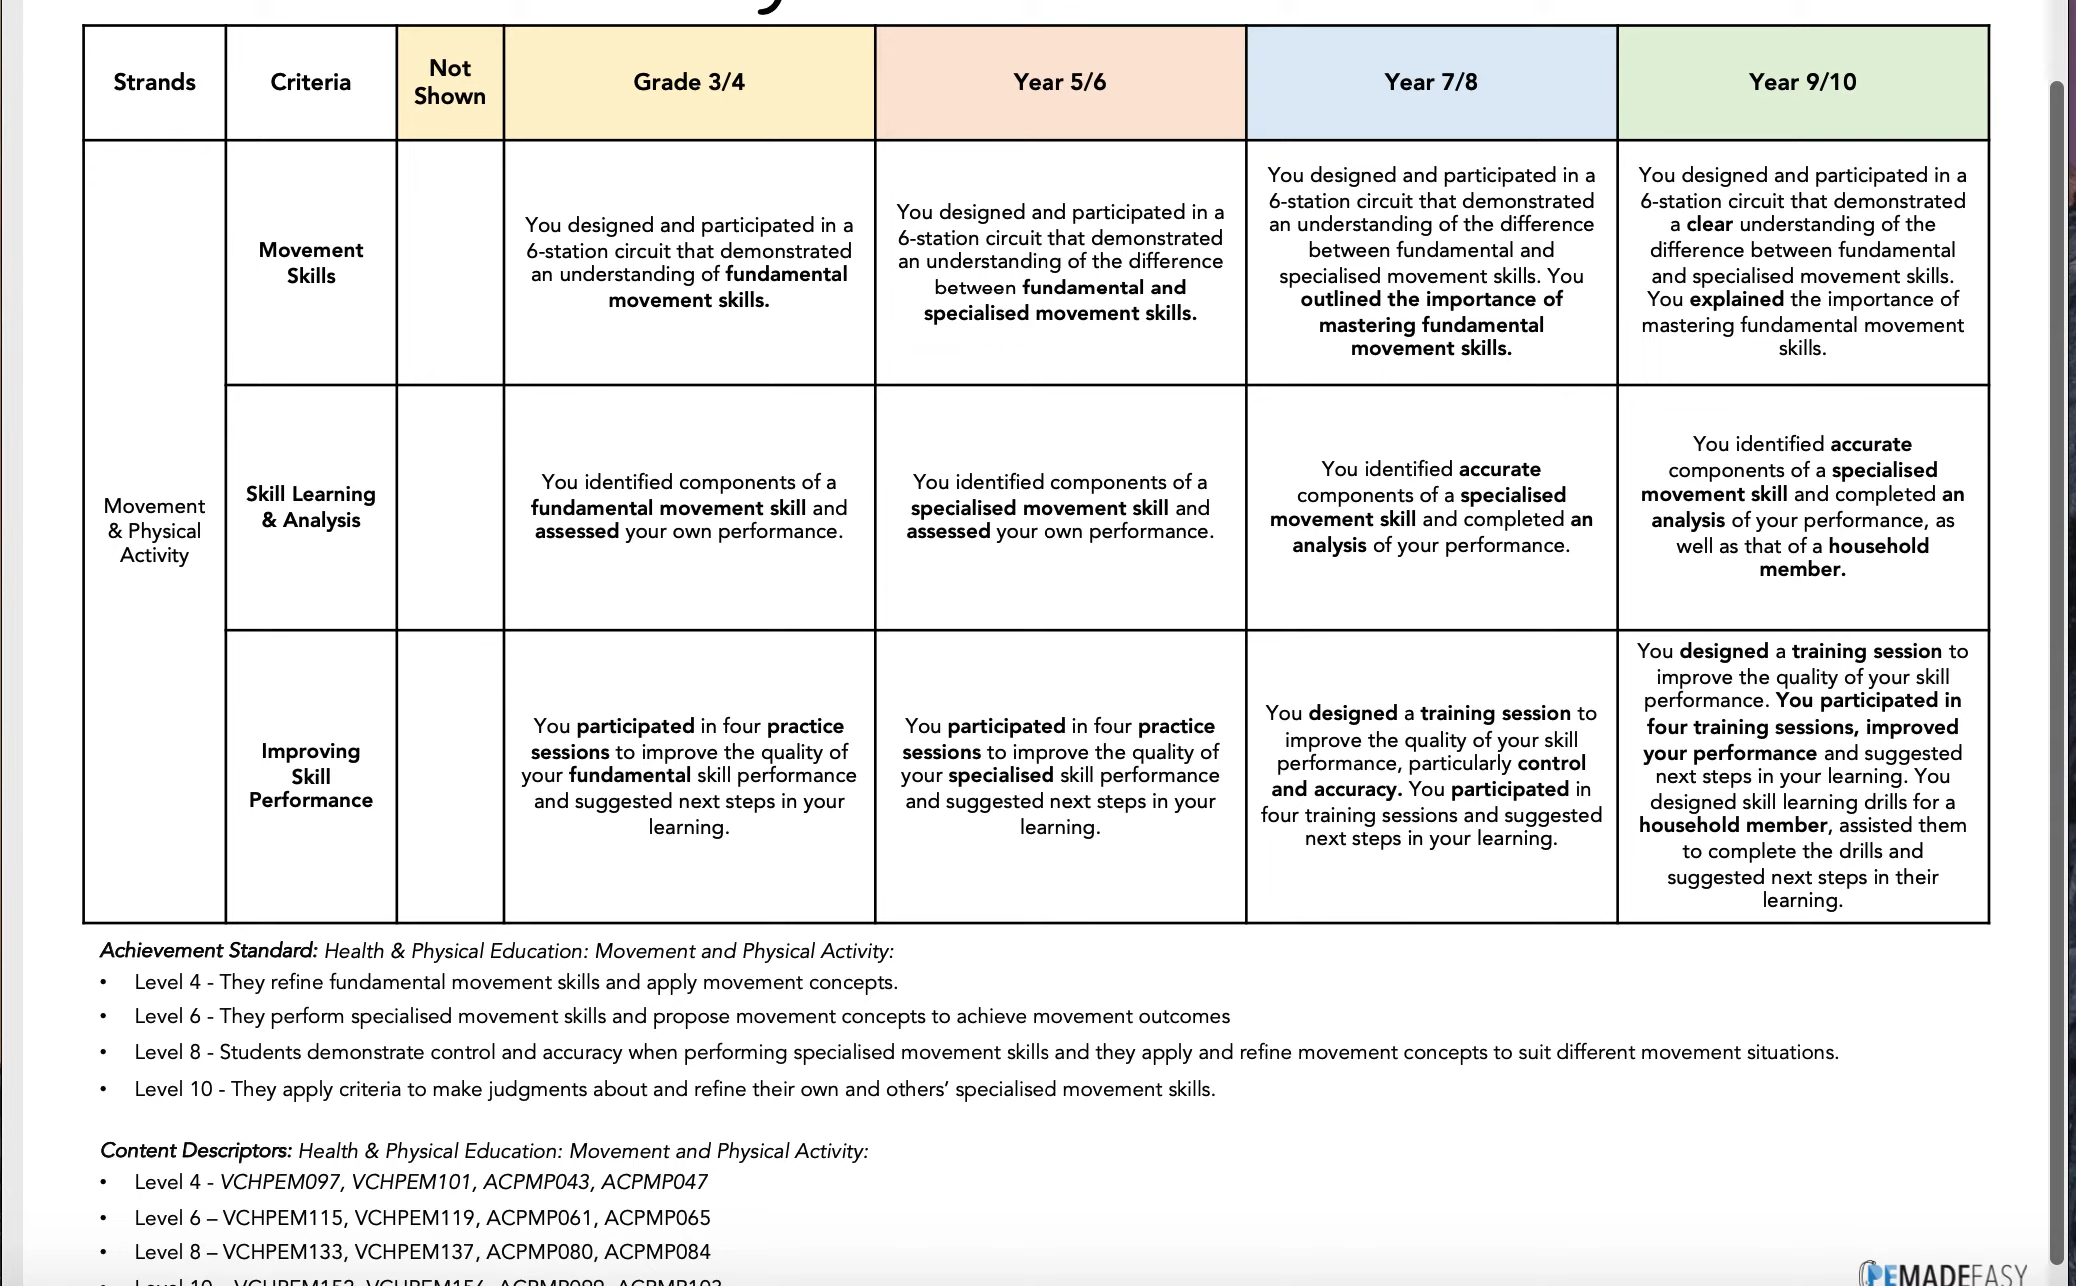 Strands
Criteria
Not
Shown
Grade 3/4
Year 5/6
Year 7/8
Year 9/10
Movement
& Physical
Activity
Movement
Skills
You designed and participated in a
6-station circuit that demonstrated
an understanding of fundamental
movement skills.
You designed and participated in a
6-station circuit that demonstrated
an understanding of the difference
between fundamental and
specialised movement skills.
You designed and participated in a
6-station circuit that demonstrated
an understanding of the difference
between fundamental and
specialised movement skills. You
outlined the importance of
mastering fundamental
movement skills.
You designed and participated in a
6-station circuit that demonstrated
a clear understanding of the
difference between fundamental
and specialised movement skills.
You explained the importance of
mastering fundamental movement
skills.
Skill Learning
& Analysis
You identified components of a
fundamental movement skill and
assessed your own performance.
You identified components of a
specialised movement skill and
assessed your own performance.
You identified accurate
components of a specialised
movement skill and completed an
analysis of your performance.
You identified accurate
components of a specialised
movement skill and completed an
analysis of your performance, as
well as that of a household
member.
Improving
Skill
Performance
You participated in four practice
sessions to improve the quality of
your fundamental skill performance
and suggested next steps in your
learning.
You participated in four practice
sessions to improve the quality of
your specialised skill performance
and suggested next steps in your
learning.
You designed a training session to
improve the quality of your skill
performance, particularly control
and accuracy. You participated in
four training sessions and suggested
next steps in your learning.
You designed a training session to
improve the quality of your skill
performance. You participated in
four training sessions, improved
your performance and suggested
next steps in your learning. You
designed skill learning drills for a
household member, assisted them
to complete the drills and
suggested next steps in their
learning.
Achievement Standard: Health & Physical Education: Movement and Physical Activity:
• Level 4 - They refine fundamental movement skills and apply movement concepts.
• Level 6 - They perform specialised movement skills and propose movement concepts to achieve movement outcomes
• Level 8 - Students demonstrate control and accuracy when performing specialised movement skills and they apply and refine movement concepts to suit different movement situations.
• Level 10 - They apply criteria to make judgments about and refine their own and others’ specialised movement skills.
Content Descriptors: Health & Physical Education: Movement and Physical Activity:
• Level 4 - VCHPEM097, VCHPEM101, ACPMP043, ACPMP047
• Level 6 – VCHPEM115, VCHPEM119, ACPMP061, ACPMP065
• Level 8 – VCHPEM133, VCHPEM137, ACPMP080, ACPMP084
Level 10
PEMADEEASY